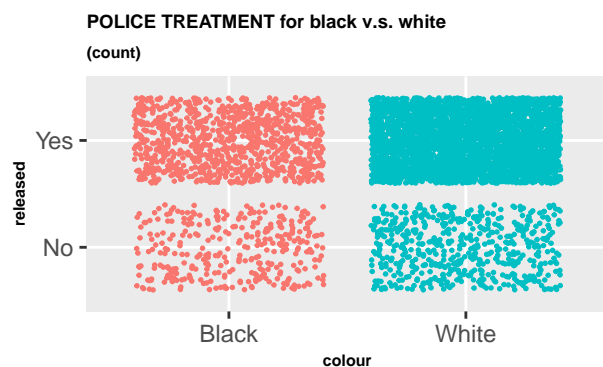 POLICE TREATMENT for black v.s. white
(count)
Yes
No
released
Black
White
colour